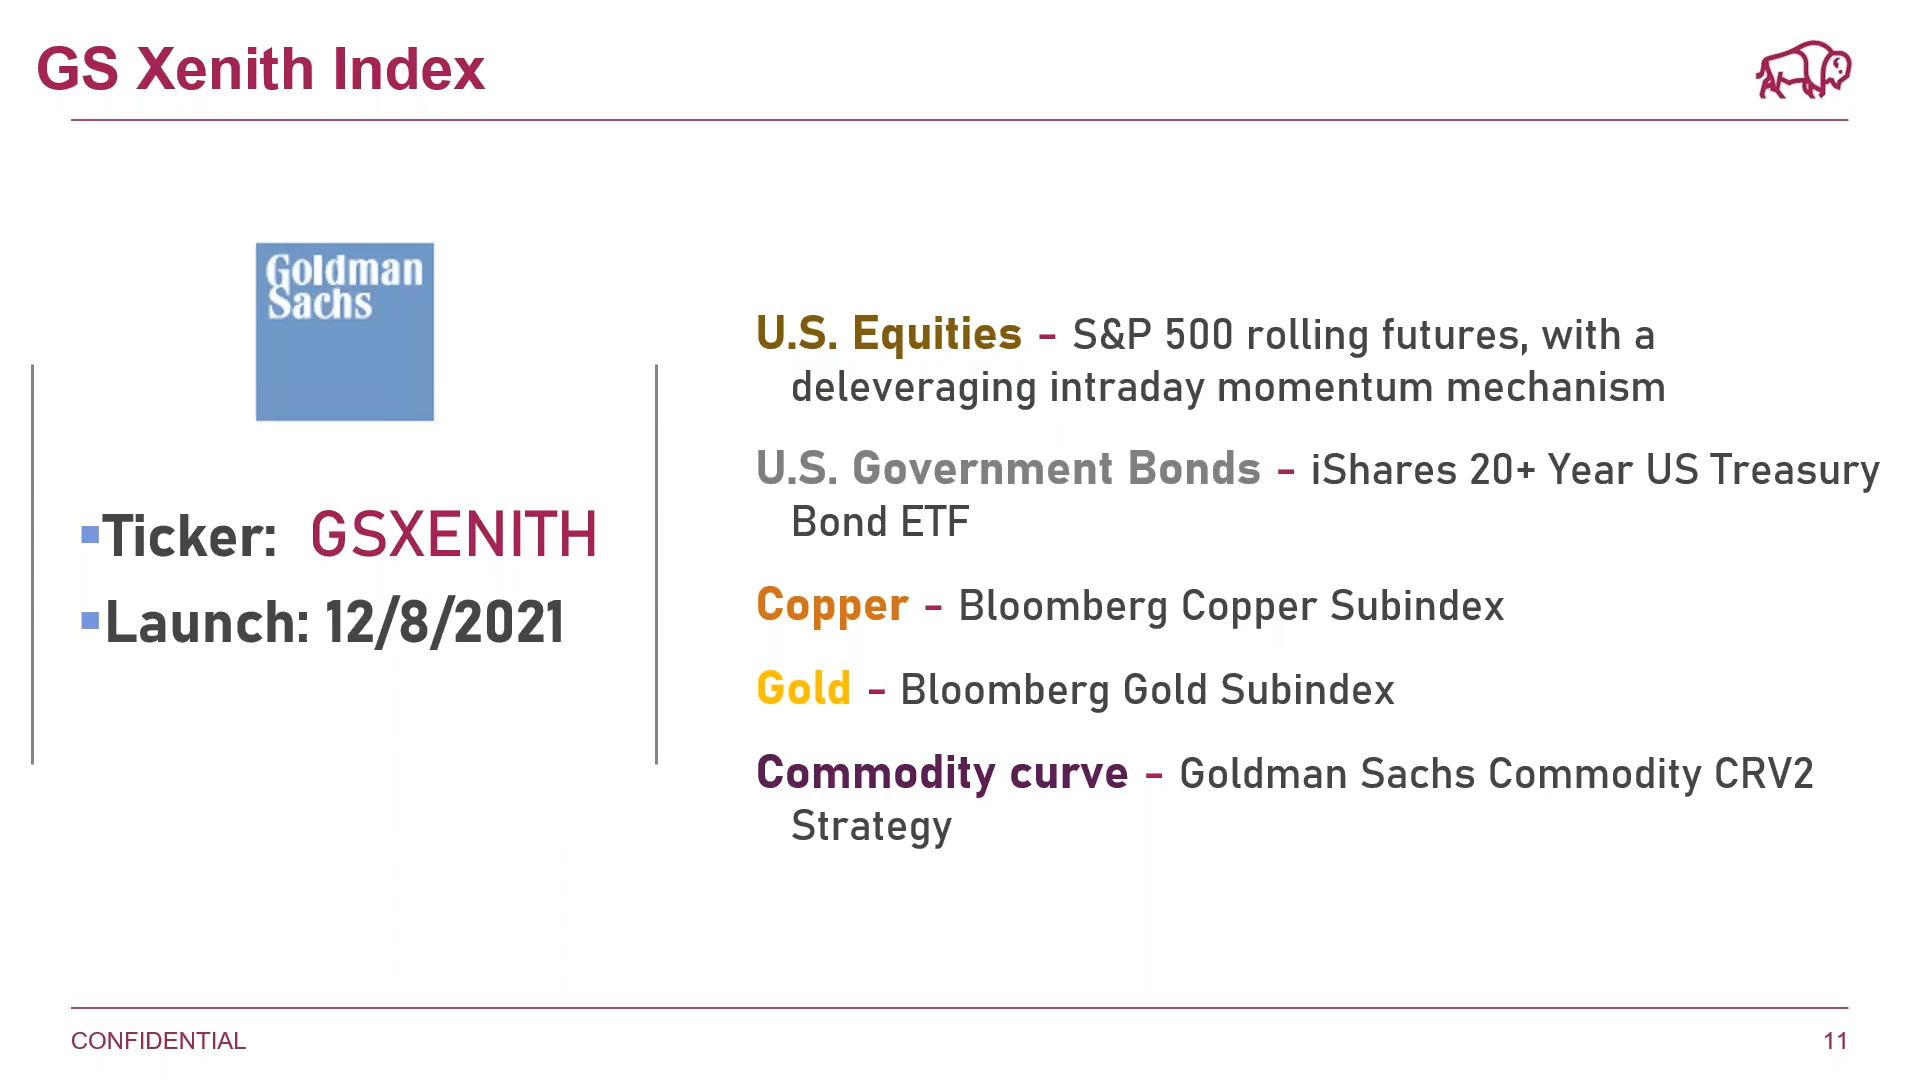 GS Xenith Index
Goldman
Sachs
▪Ticker: GSXENITH
▪Launch: 12/8/2021
U.S. Equities - S&P 500 rolling futures, with a
deleveraging intraday momentum mechanism
U.S. Government Bonds - iShares 20+ Year US Treasury
Bond ETF
Copper - Bloomberg Copper Subindex
Gold - Bloomberg Gold Subindex
Commodity curve - Goldman Sachs Commodity CRV2
Strategy
CONFIDENTIAL
11